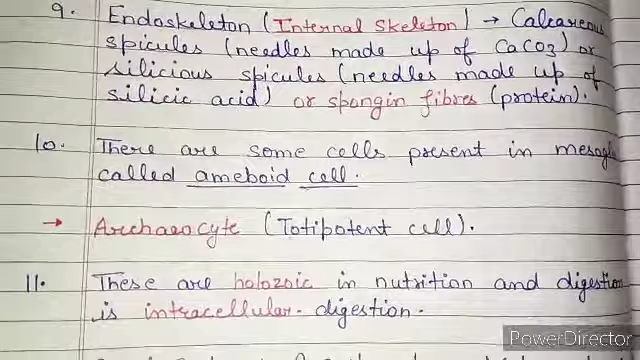 9. Endoskeleton (Internal Skeleton) → Calcareous
spicules (needles made up of CaCO3) or
silicious spicules (needles made up of
silicic acid) or spongin fibres (protein).
10. There are some cells present in mesogl
called ameboid cell.
→ Archaeocyte (Totipotent cell).
11. These are holozoic in nutrition and digestion
is intracellular digestion.
PowerDirector